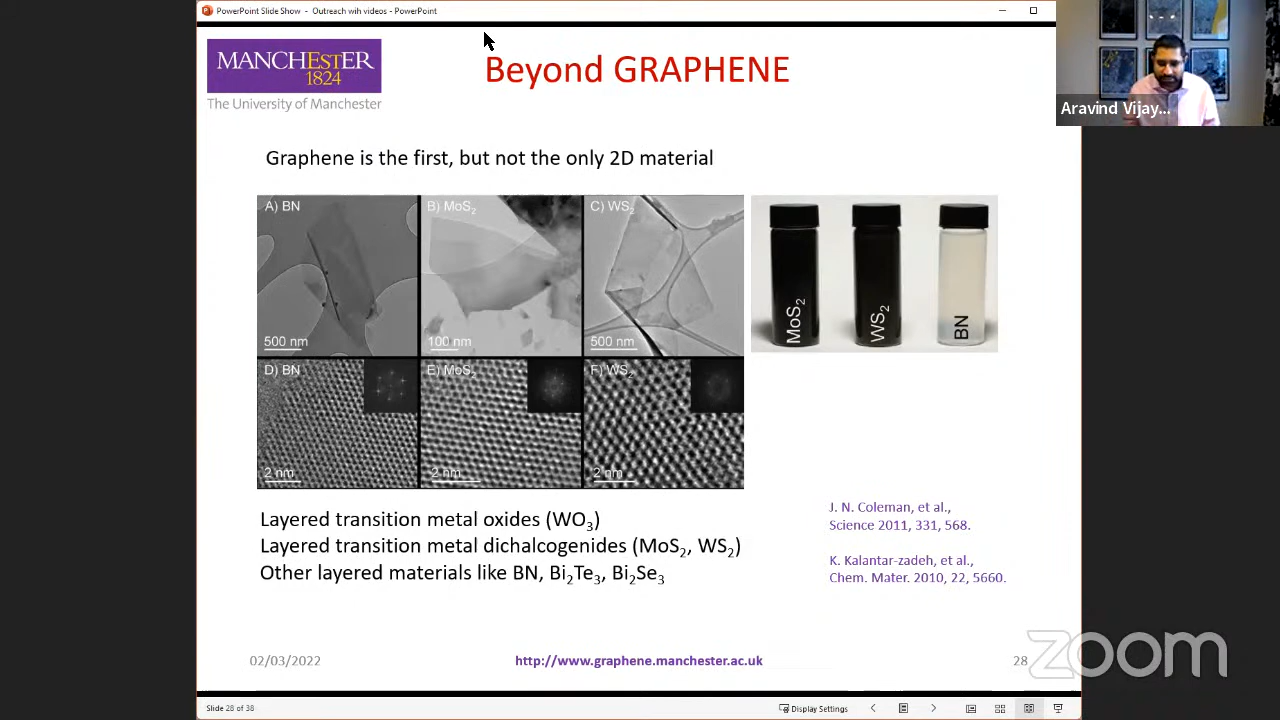 PowerPoint Slide Show - Outreach wih videos - PowerPoint
MANCHESTER
1824
The University of Manchester
Beyond GRAPHENE
Aravind Vijay...
Graphene is the first, but not the only 2D material
A) BN
B) MoS₂
C) WS₂
500 nm
100 nm
500 nm
D) BN
E) MoS₂
F) WS₂
2 nm
2 nm
2 nm
MoS₂
WS₂
BN
Layered transition metal oxides (WO₃)
Layered transition metal dichalcogenides (MoS₂, WS₂)
Other layered materials like BN, Bi₂Te₃, Bi₂Se₃
J. N. Coleman, et al.,
Science 2011, 331, 568.
K. Kalantar-zadeh, et al.,
Chem. Mater. 2010, 22, 5660.
02/03/2022
http://www.graphene.manchester.ac.uk
28
zoom
Slide 28 of 38
Display Settings